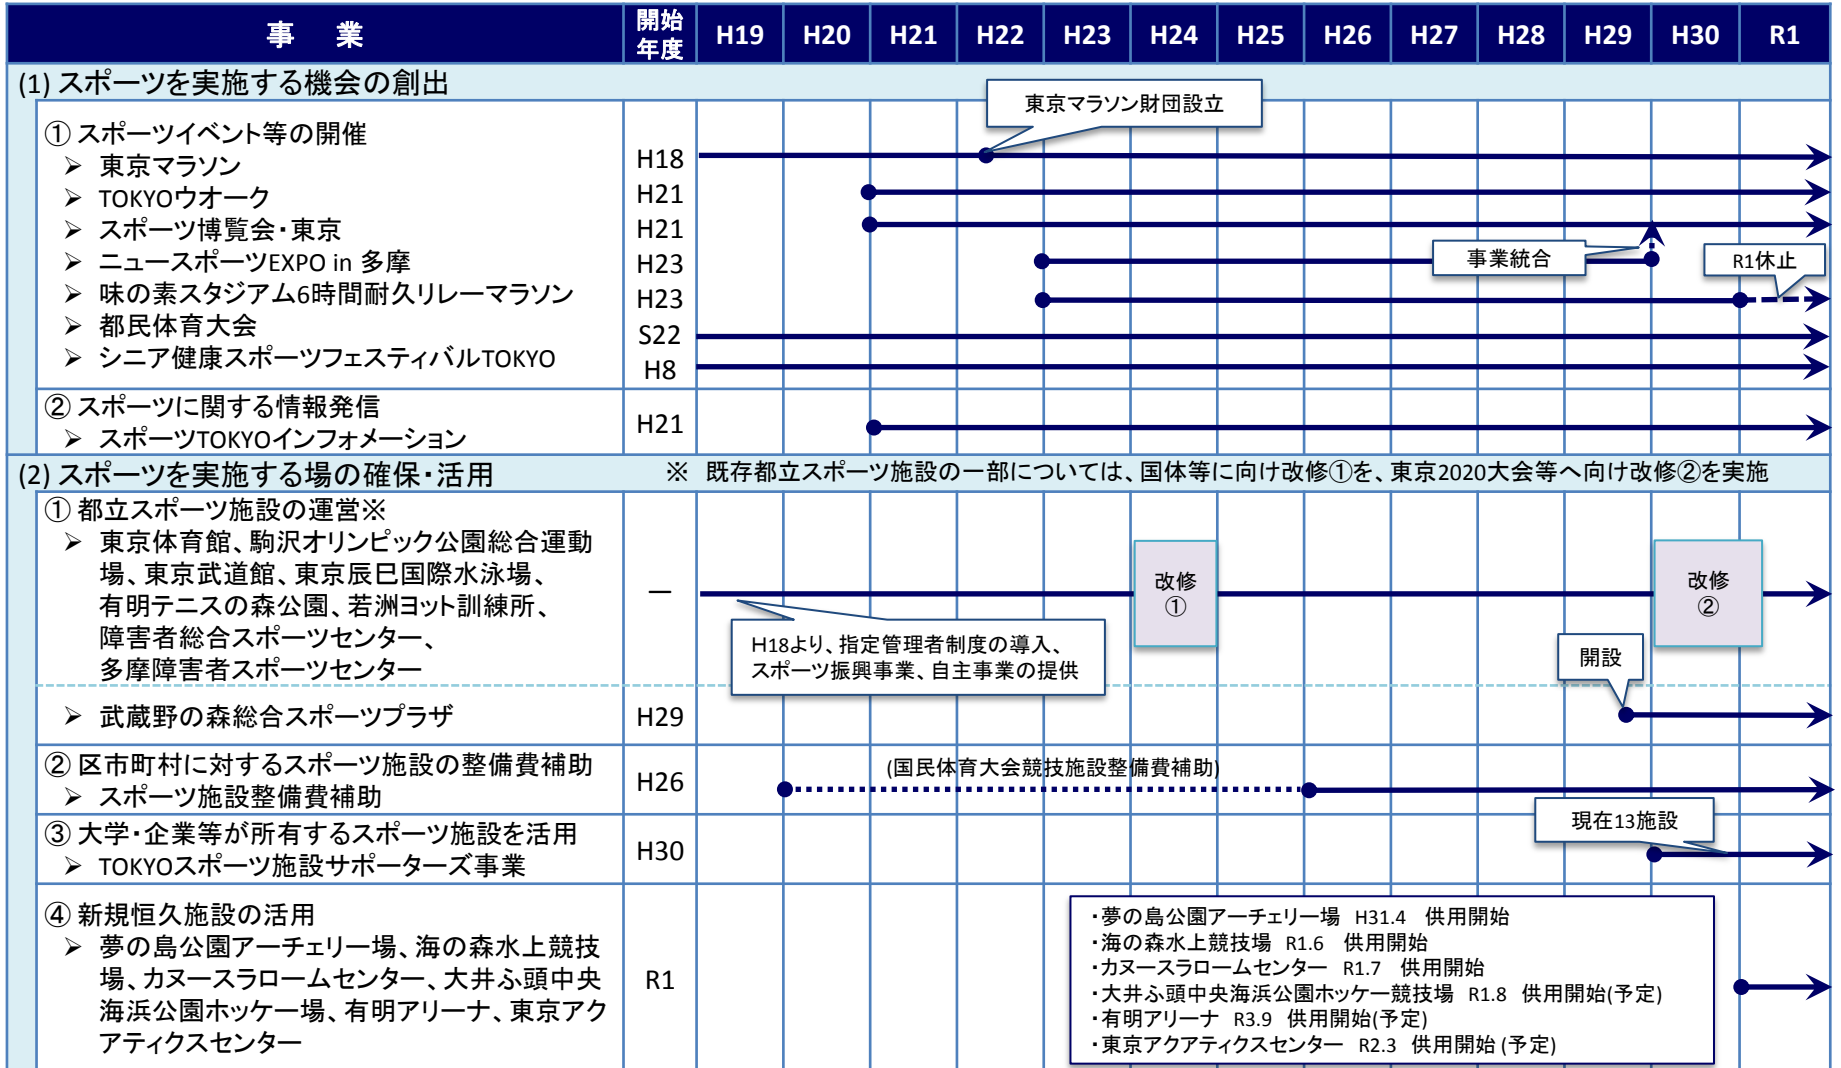 事 業 開始年度 H19 H20 H21 H22 H23 H24 H25 H26 H27 H28 H29 H30 R1
(1) スポーツを実施する機会の創出
東京マラソン財団設立
① スポーツイベント等の開催
➢ 東京マラソン H18
➢ TOKYOウオーク H21
➢ スポーツ博覧会・東京 H21
➢ ニュースポーツEXPO in 多摩 H23
事業統合
R1休止
➢ 味の素スタジアム6時間耐久リレーマラソン H23
➢ 都民体育大会 S22
➢ シニア健康スポーツフェスティバルTOKYO H8
② スポーツに関する情報発信
➢ スポーツTOKYOインフォメーション
H21
(2) スポーツを実施する場の確保・活用 ※ 既存都立スポーツ施設の一部については、国体等に向け改修①を、東京2020大会等へ向け改修②を実施
① 都立スポーツ施設の運営※
➢ 東京体育館、駒沢オリンピック公園総合運動
場、東京武道館、東京辰巳国際水泳場、
有明テニスの森公園、若洲ヨット訓練所、
障害者総合スポーツセンター、
多摩障害者スポーツセンター
―
改修
①
改修
②
H18より、指定管理者制度の導入、
スポーツ振興事業、自主事業の提供
開設
➢ 武蔵野の森総合スポーツプラザ H29
② 区市町村に対するスポーツ施設の整備費補助
➢ スポーツ施設整備費補助
H26
(国民体育大会競技施設整備費補助)
③ 大学・企業等が所有するスポーツ施設を活用
➢ TOKYOスポーツ施設サポーターズ事業
H30
現在13施設
④ 新規恒久施設の活用
➢ 夢の島公園アーチェリー場、海の森水上競技
場、カヌースラロームセンター、大井ふ頭中央
海浜公園ホッケー場、有明アリーナ、東京アク
アティクスセンター
R1
・夢の島公園アーチェリー場 H31.4 供用開始
・海の森水上競技場 R1.6 供用開始
・カヌースラロームセンター R1.7 供用開始
・大井ふ頭中央海浜公園ホッケー競技場 R1.8 供用開始(予定)
・有明アリーナ R3.9 供用開始(予定)
・東京アクアティクスセンター R2.3 供用開始 (予定)